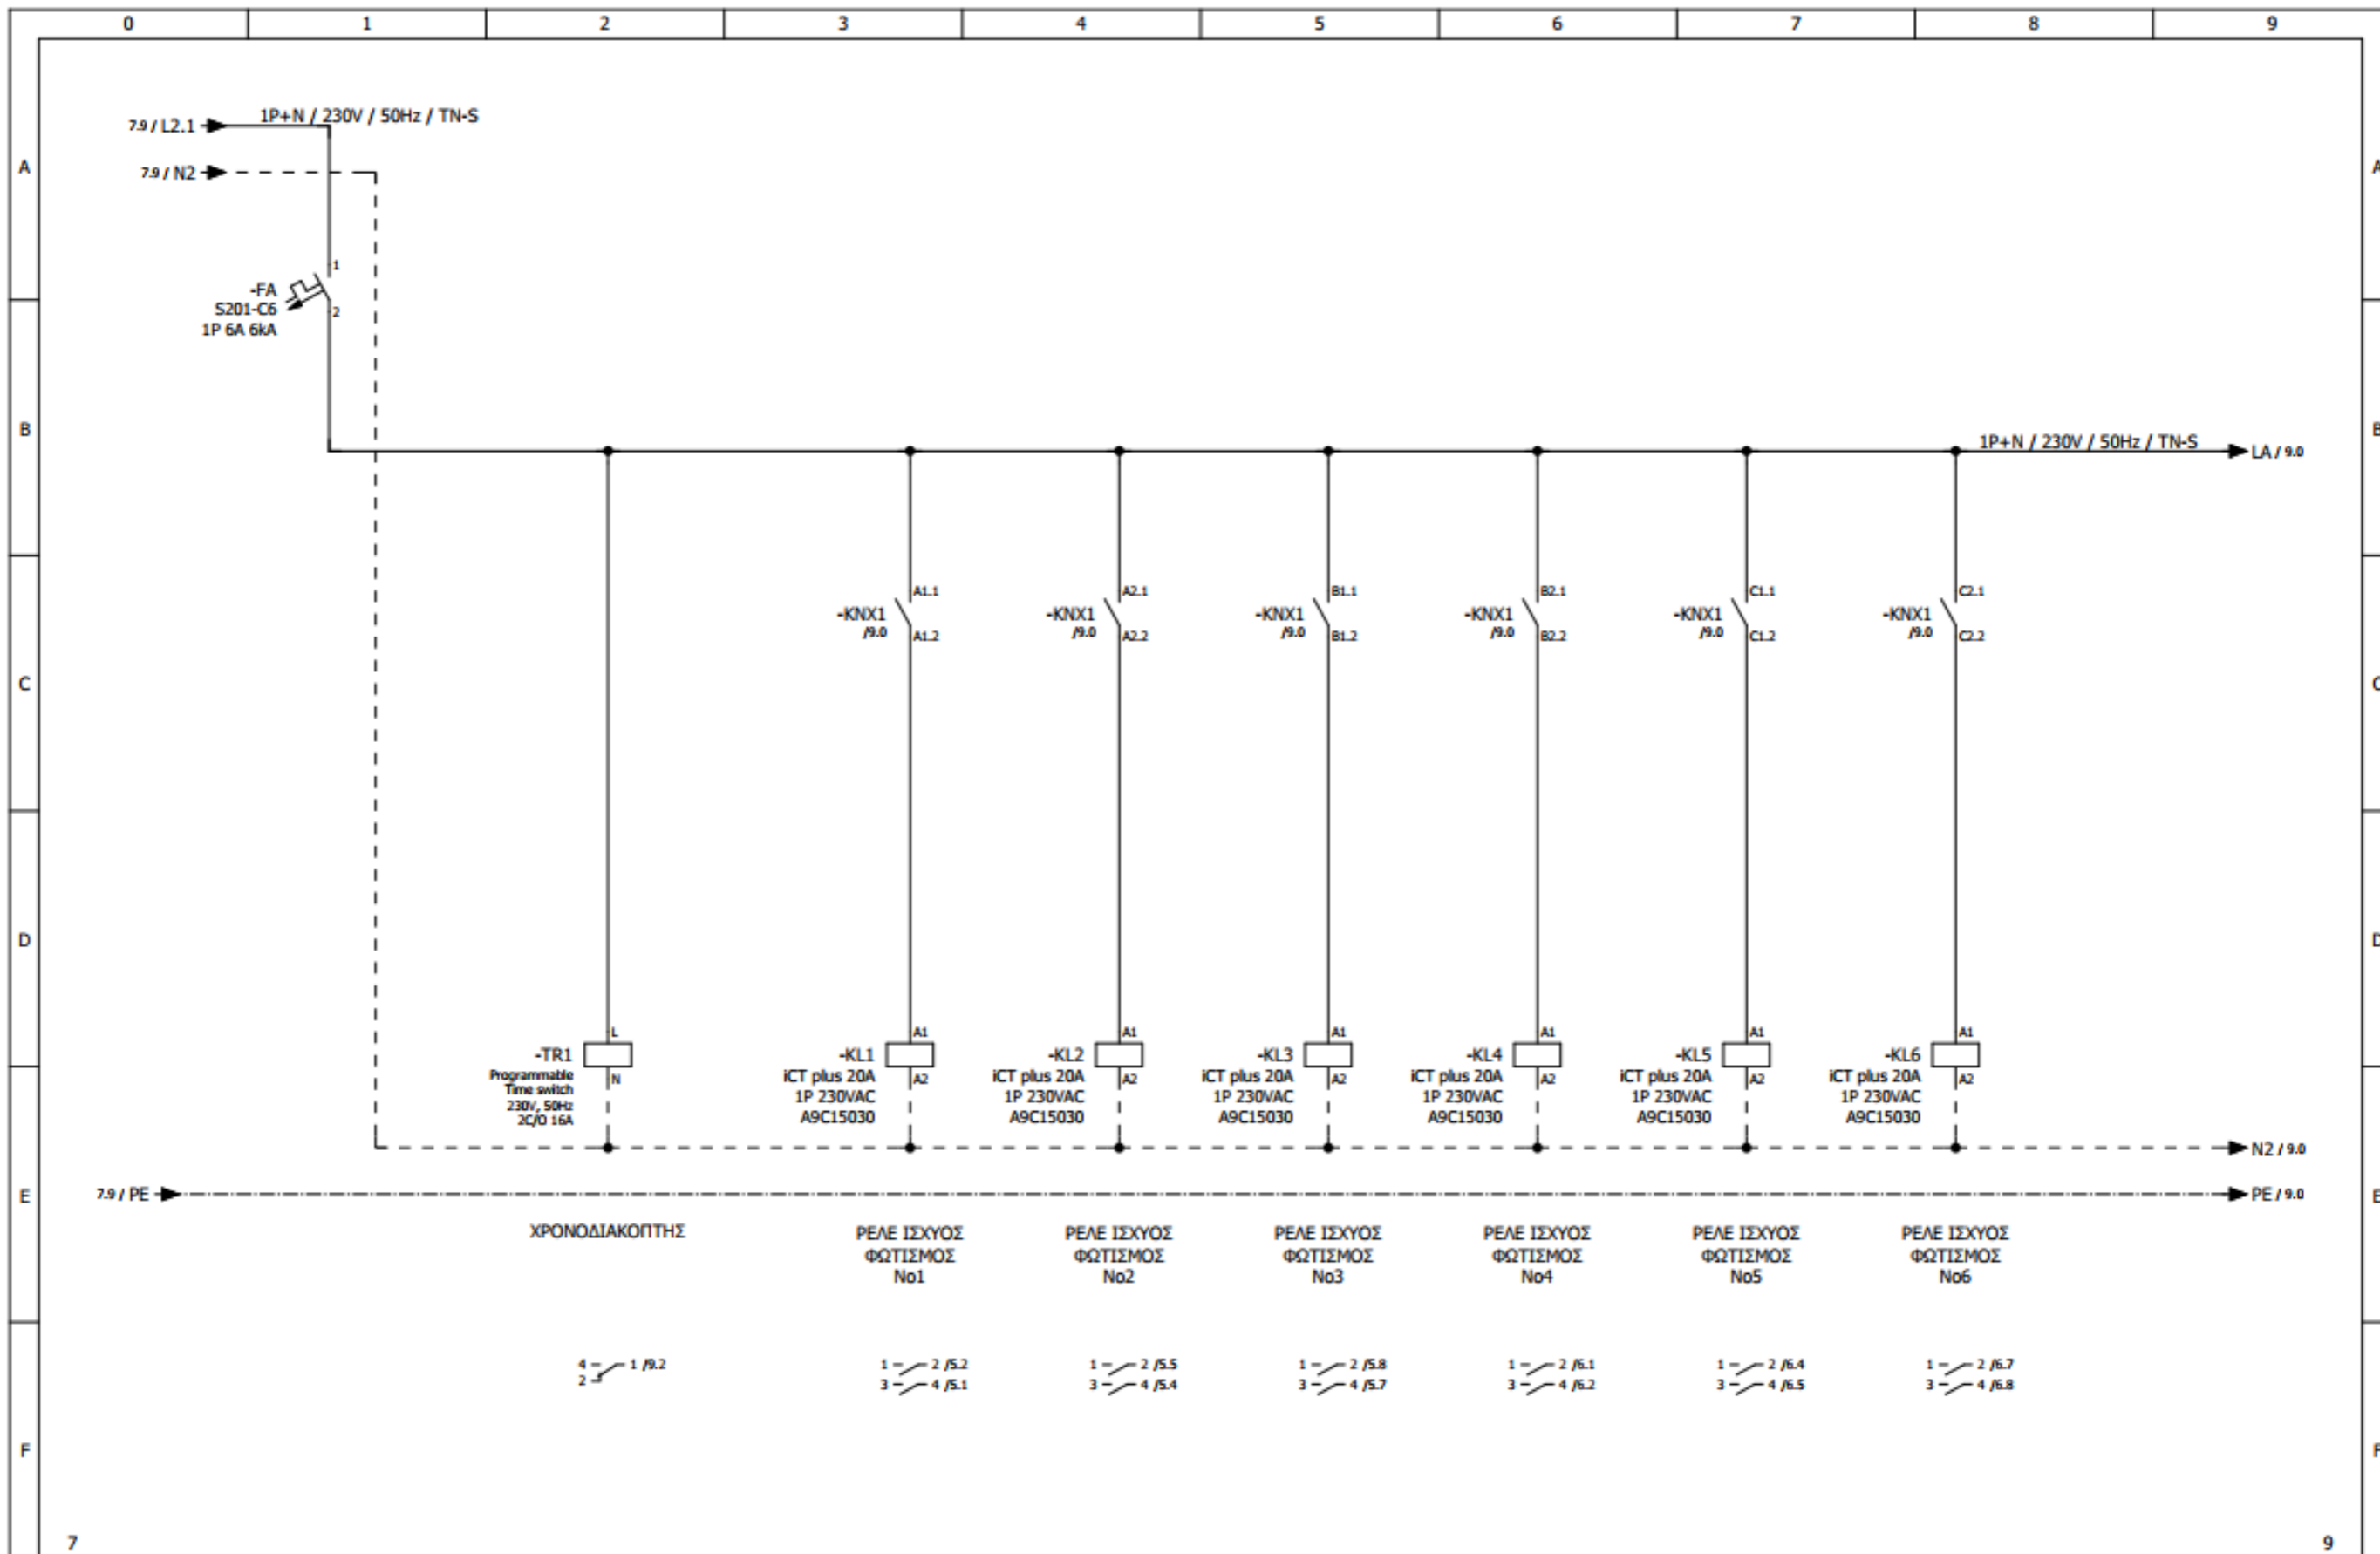 0 1 2 3 4 5 6 7 8 9
7.9 / L2.1
1P+N / 230V / 50Hz / TN-S
7.9 / N2
A A
1
-FA
S201-C6
1P 6A 6kA
2
B B
1P+N / 230V / 50Hz / TN-S
LA / 9.0
A1.1 A2.1 B1.1 B2.1 C1.1 C2.1
-KNX1 -KNX1 -KNX1 -KNX1 -KNX1 -KNX1
/9.0 /9.0 /9.0 /9.0 /9.0 /9.0
A1.2 A2.2 B1.2 B2.2 C1.2 C2.2
C C
D D
L A1 A1 A1 A1 A1 A1
-TR1 -KL1 -KL2 -KL3 -KL4 -KL5 -KL6
N A2 A2 A2 A2 A2 A2
Programmable
Time switch
230V, 50Hz
2C/O 16A
iCT plus 20A iCT plus 20A iCT plus 20A iCT plus 20A iCT plus 20A iCT plus 20A
1P 230VAC 1P 230VAC 1P 230VAC 1P 230VAC 1P 230VAC 1P 230VAC
A9C15030 A9C15030 A9C15030 A9C15030 A9C15030 A9C15030
N2 / 9.0
E E
7.9 / PE
PE / 9.0
ΧΡΟΝΟΔΙΑΚΟΠΤΗΣ ΡΕΛΕ ΙΣΧΥΟΣ ΡΕΛΕ ΙΣΧΥΟΣ ΡΕΛΕ ΙΣΧΥΟΣ ΡΕΛΕ ΙΣΧΥΟΣ ΡΕΛΕ ΙΣΧΥΟΣ ΡΕΛΕ ΙΣΧΥΟΣ
ΦΩΤΙΣΜΟΣ ΦΩΤΙΣΜΟΣ ΦΩΤΙΣΜΟΣ ΦΩΤΙΣΜΟΣ ΦΩΤΙΣΜΟΣ ΦΩΤΙΣΜΟΣ
No1 No2 No3 No4 No5 No6
4 1 /9.2 1 2 /5.2 1 2 /5.5 1 2 /5.8 1 2 /6.1 1 2 /6.4 1 2 /6.7
2 3 4 /5.1 3 4 /5.4 3 4 /5.7 3 4 /6.2 3 4 /6.5 3 4 /6.8
F F
7 9